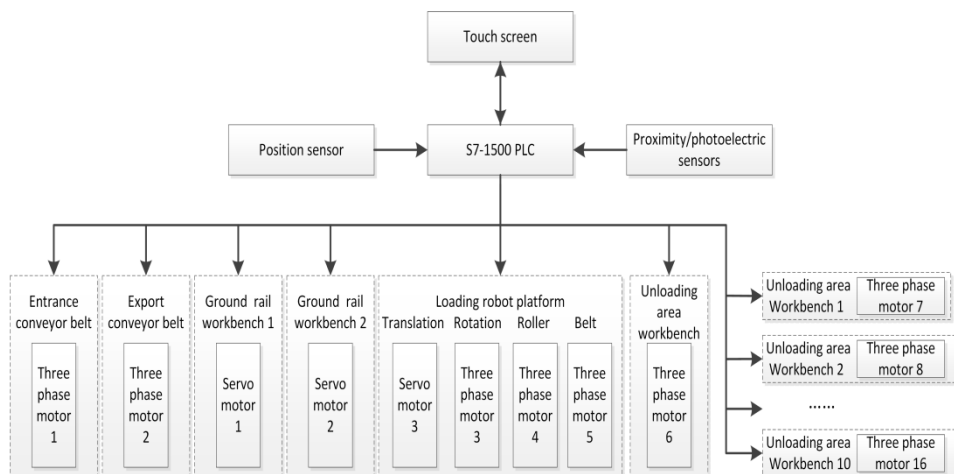 Touch screen
Position sensor
S7-1500 PLC
Proximity/photoelectric
sensors
Entrance
conveyor belt
Three
phase
motor
1
Export
conveyor belt
Three
phase
motor
2
Ground rail
workbench 1
Servo
motor
1
Ground rail
workbench 2
Servo
motor
2
Loading robot platform
Translation
Servo
motor
3
Rotation
Three
phase
motor
3
Roller
Three
phase
motor
4
Belt
Three
phase
motor
5
Unloading
area
workbench
Three
phase
motor
6
Unloading area
Workbench 1
Three phase
motor 7
Unloading area
Workbench 2
Three phase
motor 8
……
Unloading area
Workbench 10
Three phase
motor 16